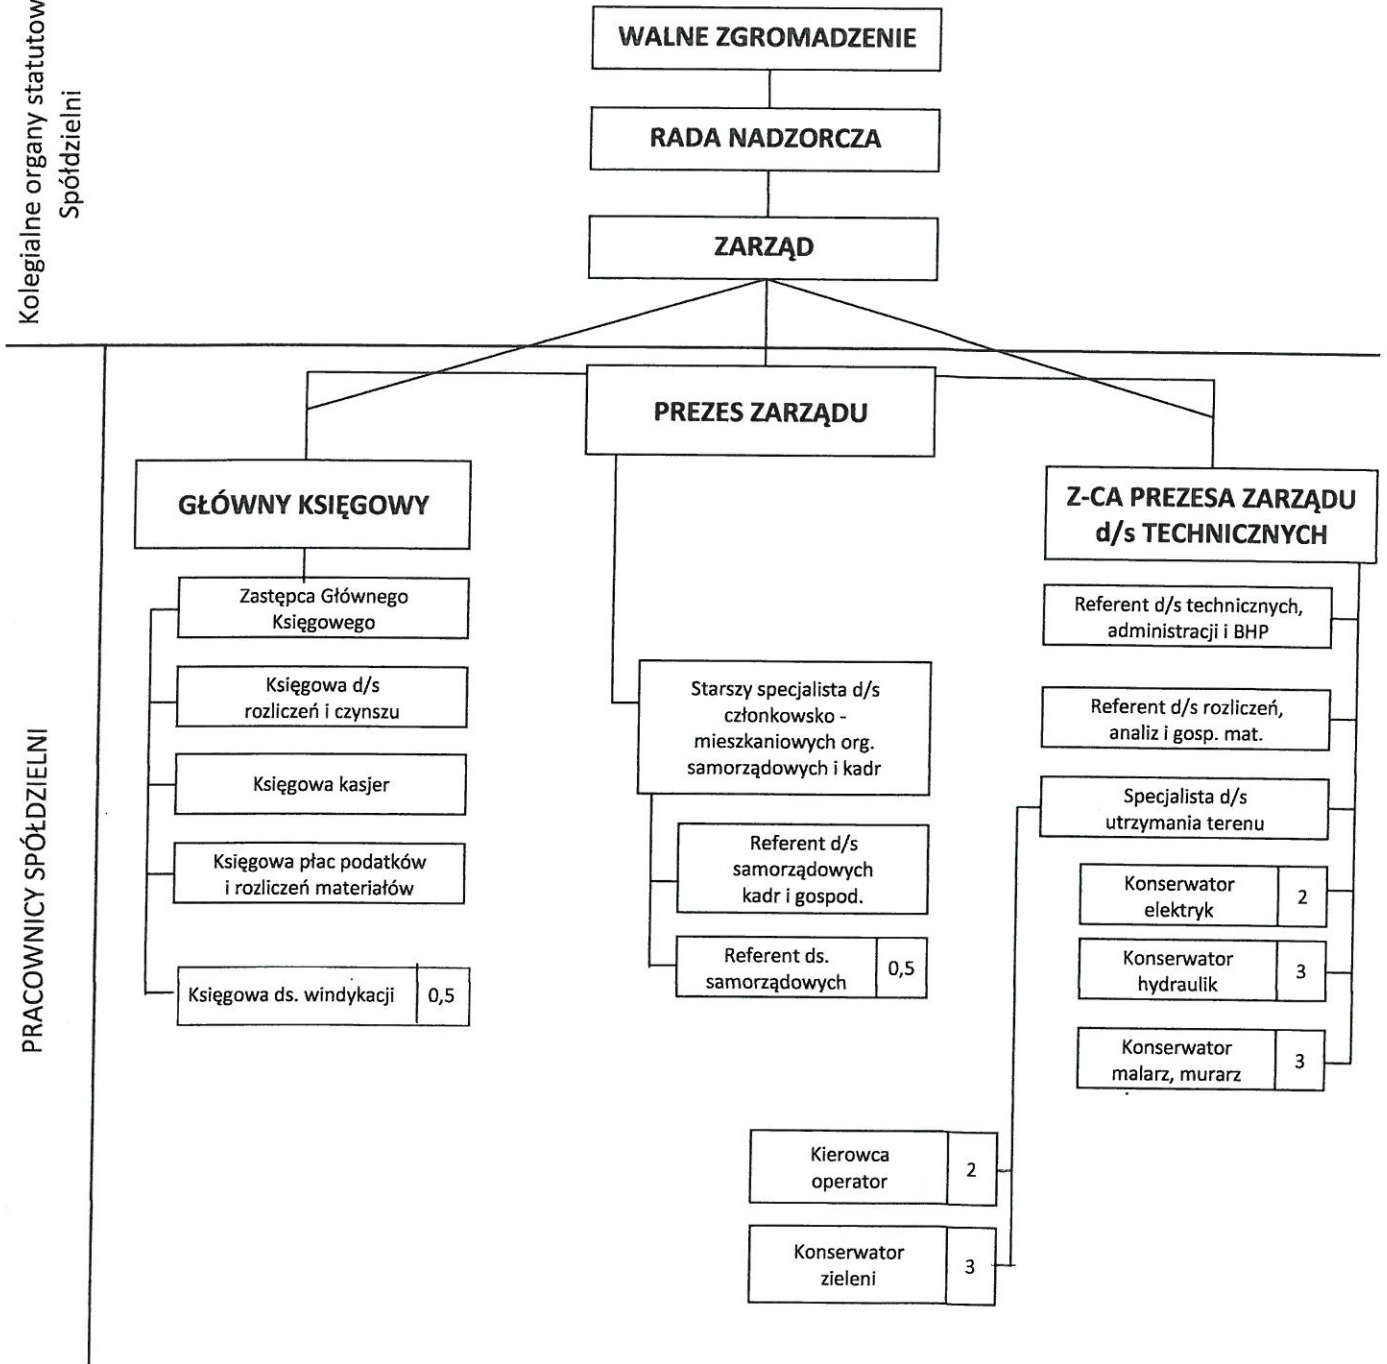 Kolegialne organy statutow
Spółdzielni
WALNE ZGROMADZENIE
RADA NADZORCZA
ZARZĄD
PRACOWNICY SPÓŁDZIELNI
PREZES ZARZĄDU
GŁÓWNY KSIĘGOWY
Zastępca Głównego
Księgowego
Księgowa d/s
rozliczeń i czynszu
Księgowa kasjer
Księgowa płac podatków
i rozliczeń materiałów
Księgowa ds. windykacji 0,5
Starszy specjalista d/s
członkowsko -
mieszkaniowych org.
samorządowych i kadr
Referent d/s
samorządowych
kadr i gospod.
Referent ds.
samorządowych
0,5
Z-CA PREZESA ZARZĄDU
d/s TECHNICZNYCH
Referent d/s technicznych,
administracji i BHP
Referent d/s rozliczeń,
analiz i gosp. mat.
Specjalista d/s
utrzymania terenu
Konserwator
elektryk
2
Konserwator
hydraulik
3
Konserwator
malarz, murarz
3
Kierowca
operator
2
Konserwator
zieleni
3